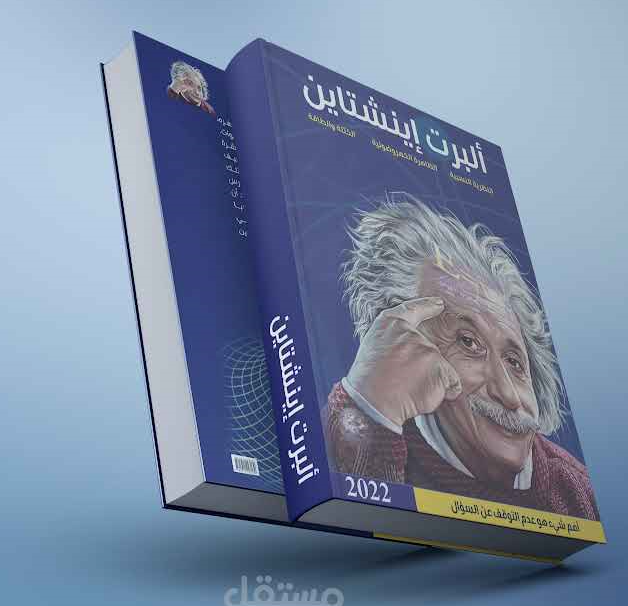 ألبرت إينشتاين
النظرية النسبية الظاهرة الكهروضوئية الكتلة والطاقة
2022
أهم شيء هو عدم التوقف عن السؤال
ألبرت إينشتاين
مستقل